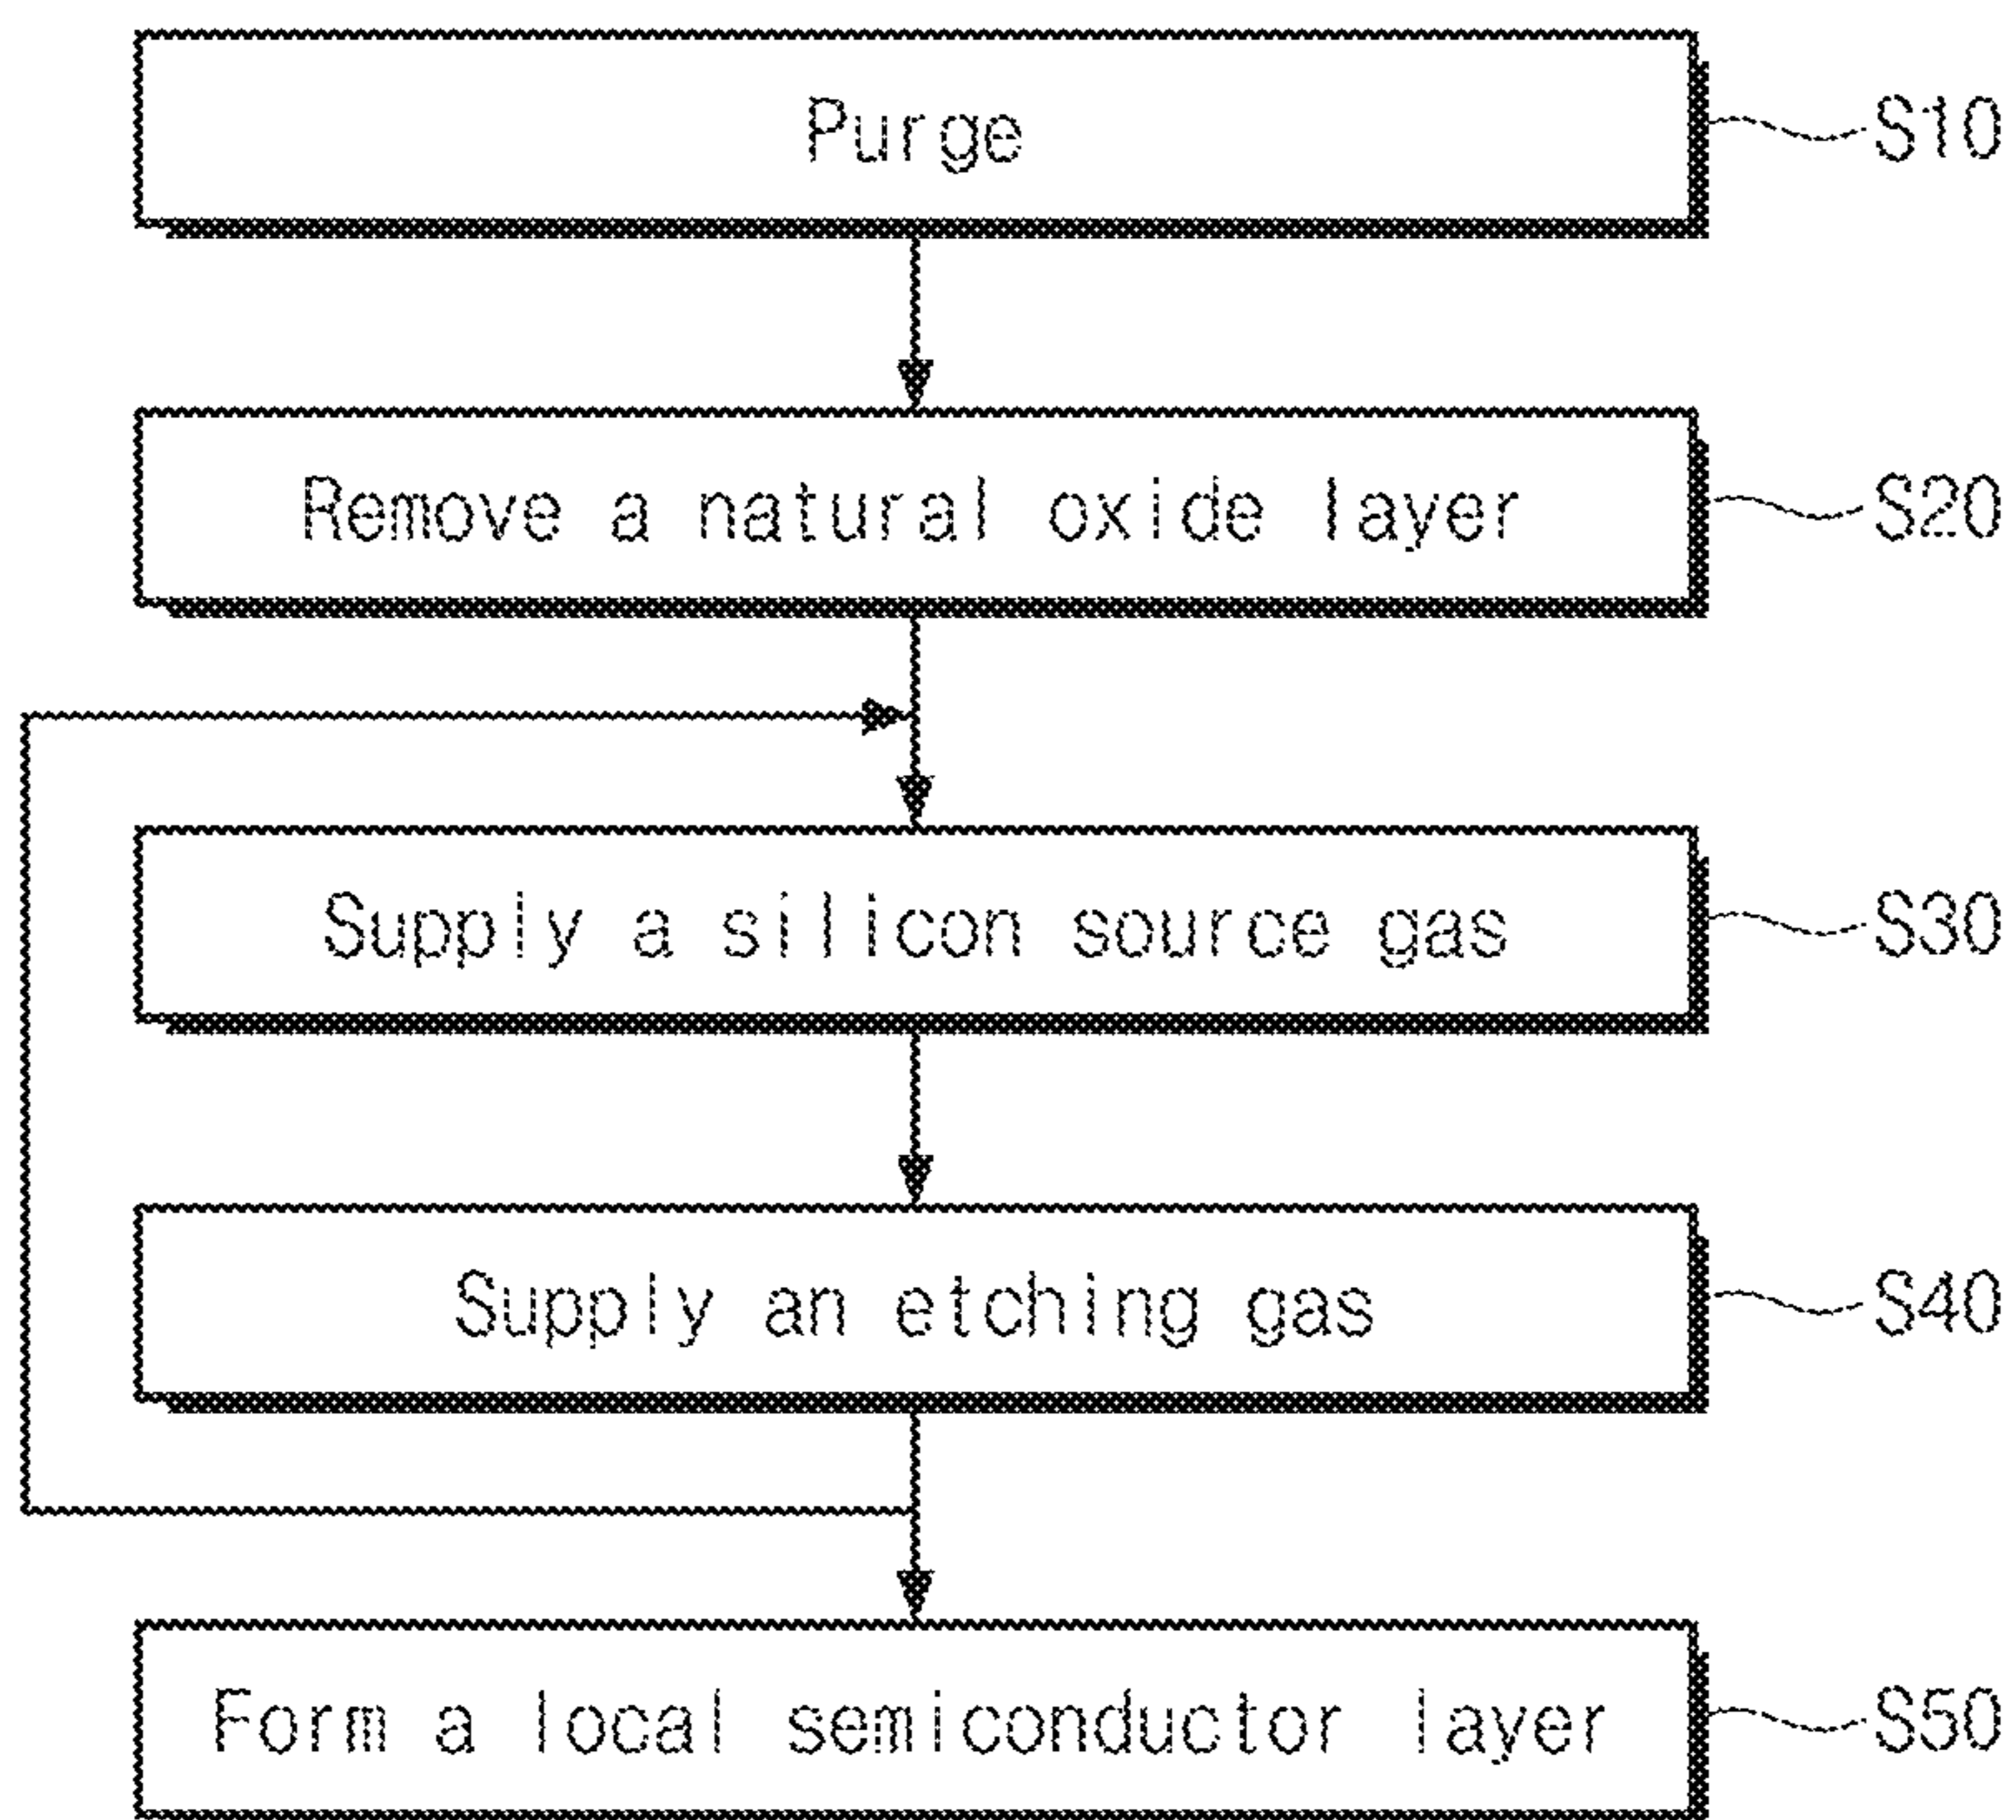 Purge
S10
Remove a natural oxide layer
S20
Supply a silicon source gas
S30
Supply an etching gas
S40
Form a local semiconductor layer
S50